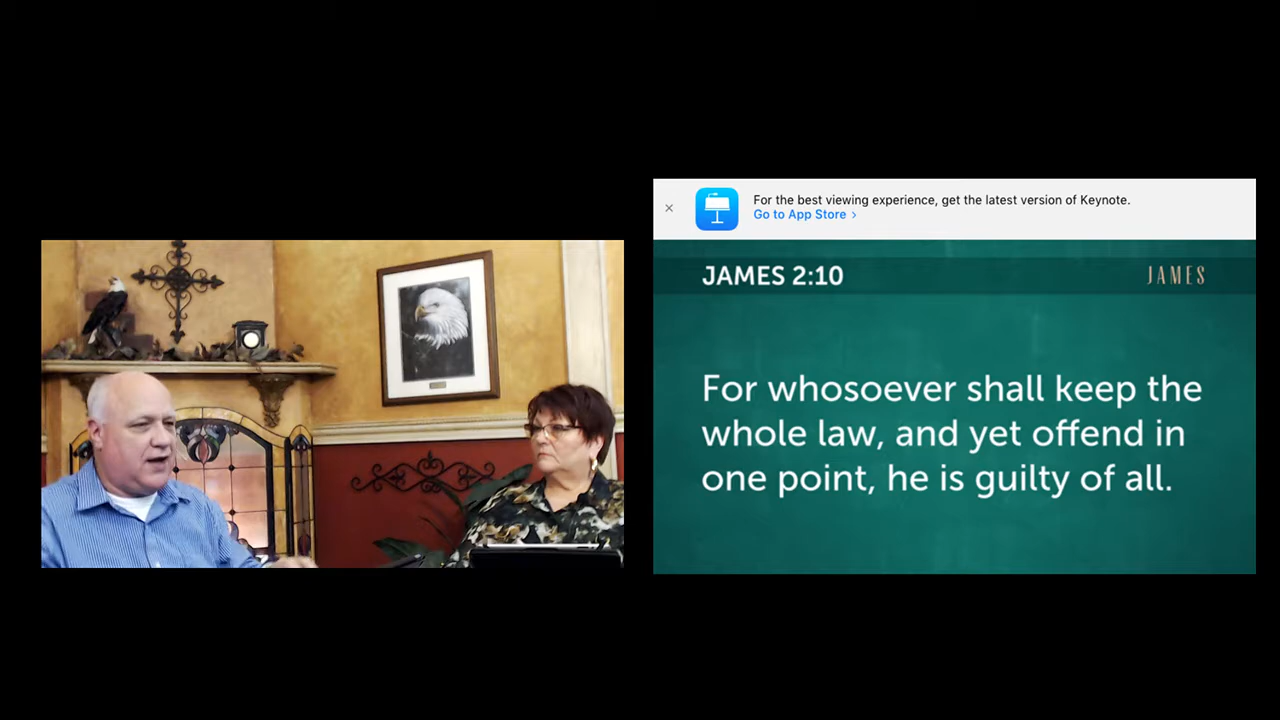 For the best viewing experience, get the latest version of Keynote.
Go to App Store >
JAMES 2:10
JAMES
For whosoever shall keep the
whole law, and yet offend in
one point, he is guilty of all.